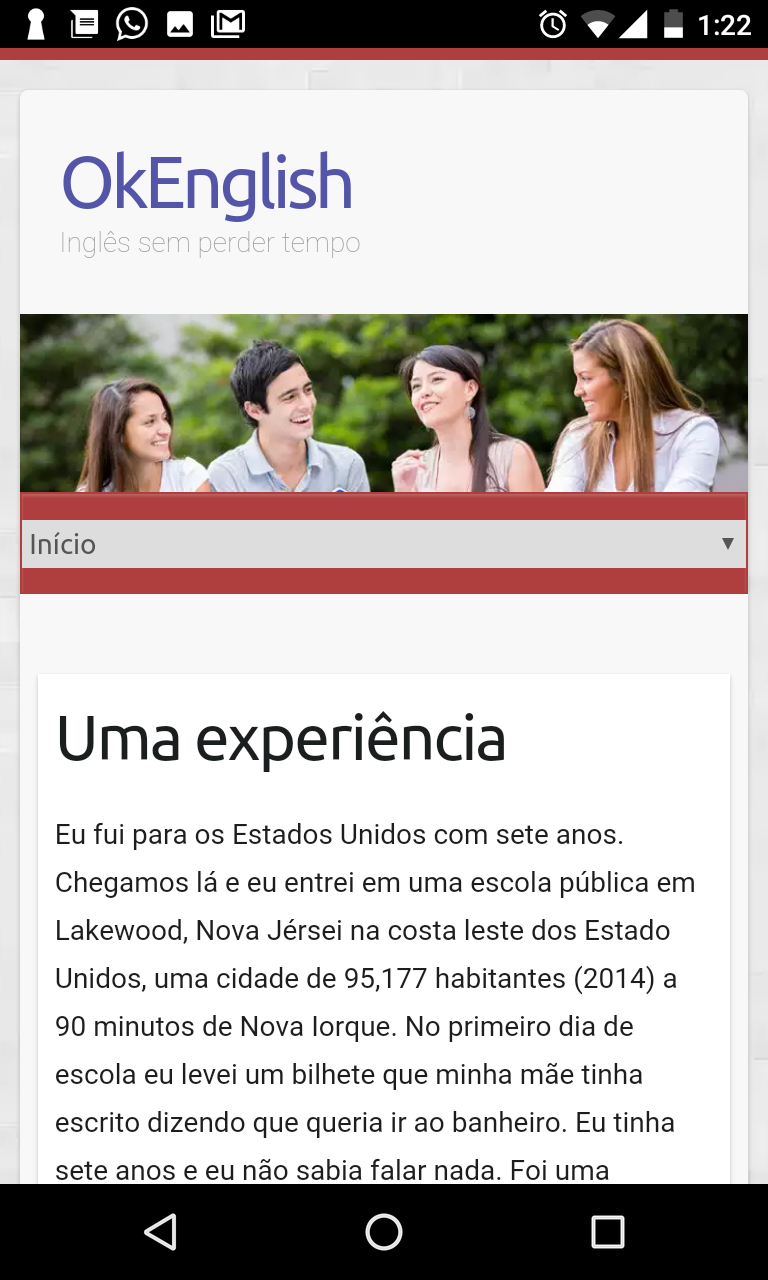 1:22
OkEnglish
Inglês sem perder tempo
Início
Uma experiência
Eu fui para os Estados Unidos com sete anos.
Chegamos lá e eu entrei em uma escola pública em
Lakewood, Nova Jérsei na costa leste dos Estado
Unidos, uma cidade de 95,177 habitantes (2014) a
90 minutos de Nova Iorque. No primeiro dia de
escola eu levei um bilhete que minha mãe tinha
escrito dizendo que queria ir ao banheiro. Eu tinha
sete anos e eu não sabia falar nada. Foi uma